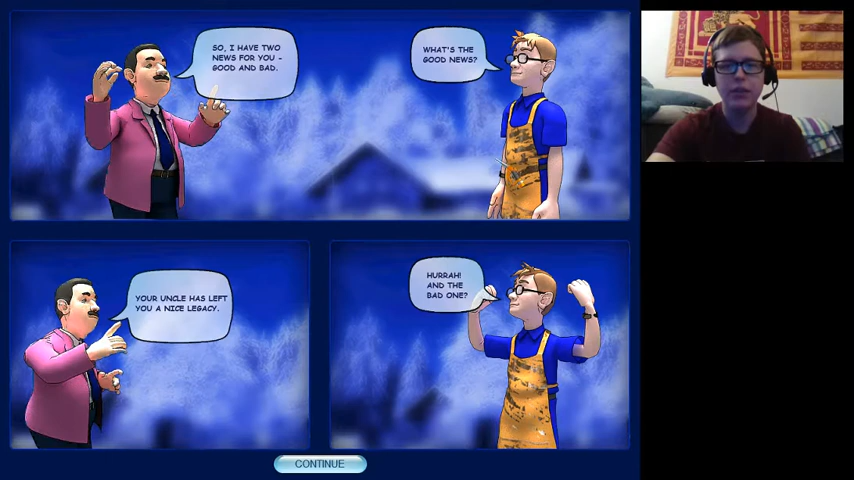 SO, I HAVE TWO
NEWS FOR YOU -
GOOD AND BAD.
WHAT'S THE
GOOD NEWS?
YOUR UNCLE HAS LEFT
YOU A NICE LEGACY.
HURRAH!
AND THE
BAD ONE?
CONTINUE